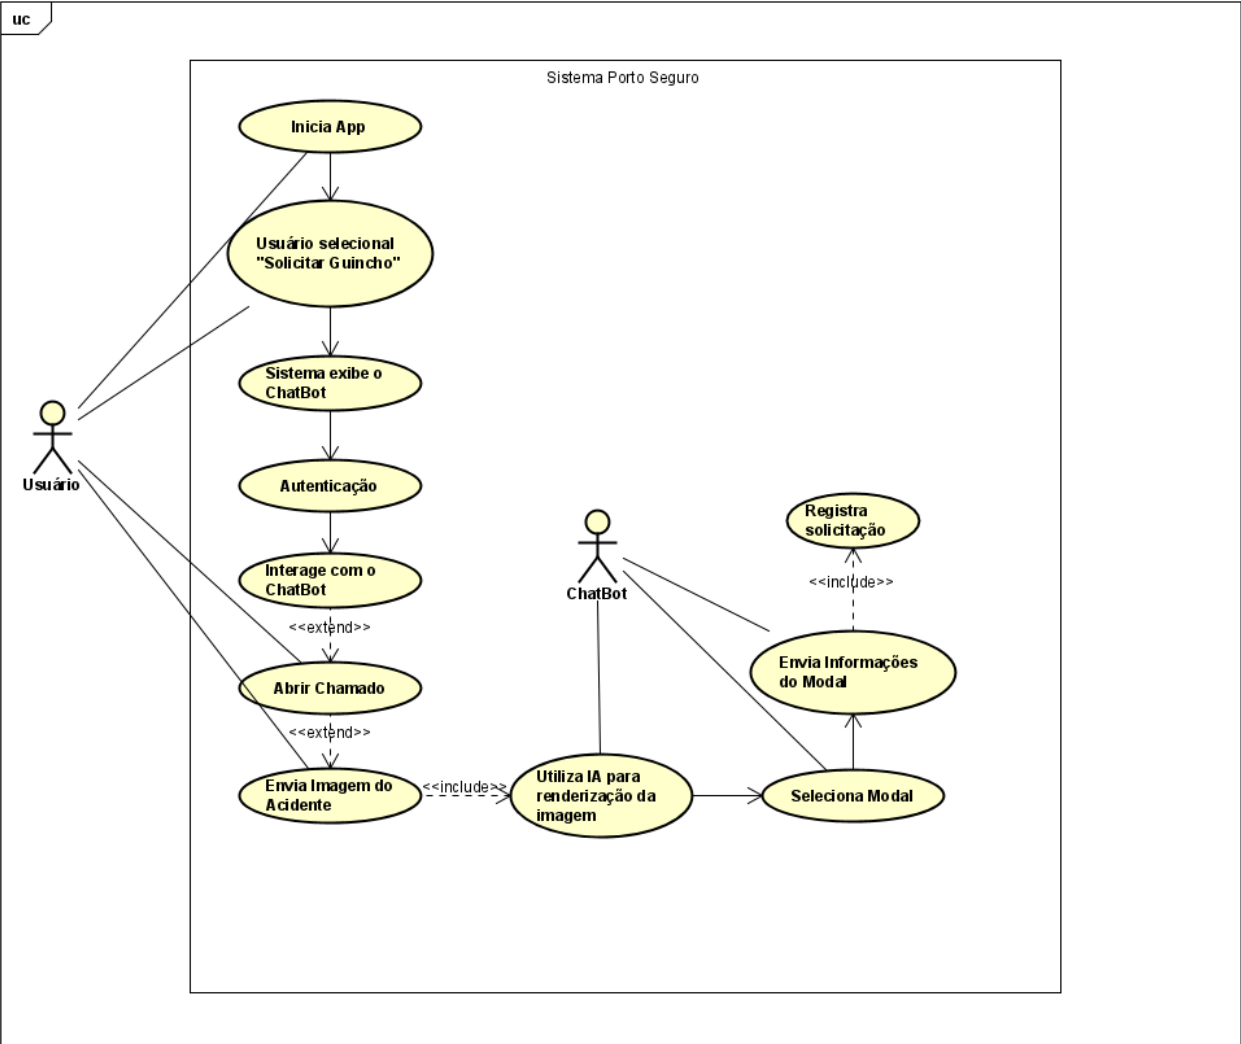 uc
Sistema Porto Seguro
Inicia App
Usuário selecional
"Solicitar Guincho"
Sistema exibe o
ChatBot
Autenticação
Usuário
Interage com o
ChatBot
<<extend>>
Abrir Chamado
<<extend>>
Envia Imagem do
Acidente
<<include>>
ChatBot
Utiliza IA para
renderização da
imagem
Seleciona Modal
Envia Informações
do Modal
<<include>>
Registra
solicitação